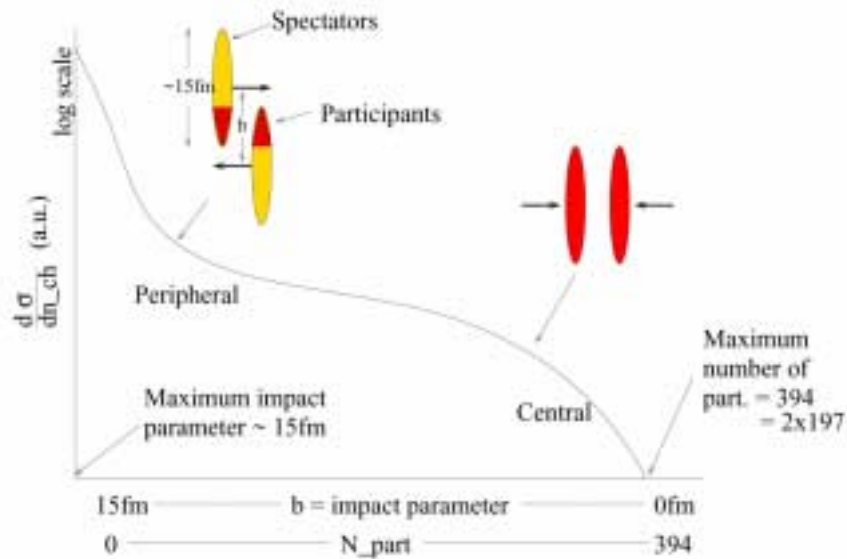 Spectators
~15fm
b
Participants
log scale
d σ
dn_ch
(a.u.)
Peripheral
Central
Maximum impact
parameter ~ 15fm
Maximum
number of
part. = 394
= 2x197
15fm b = impact parameter 0fm
0 N_part 394